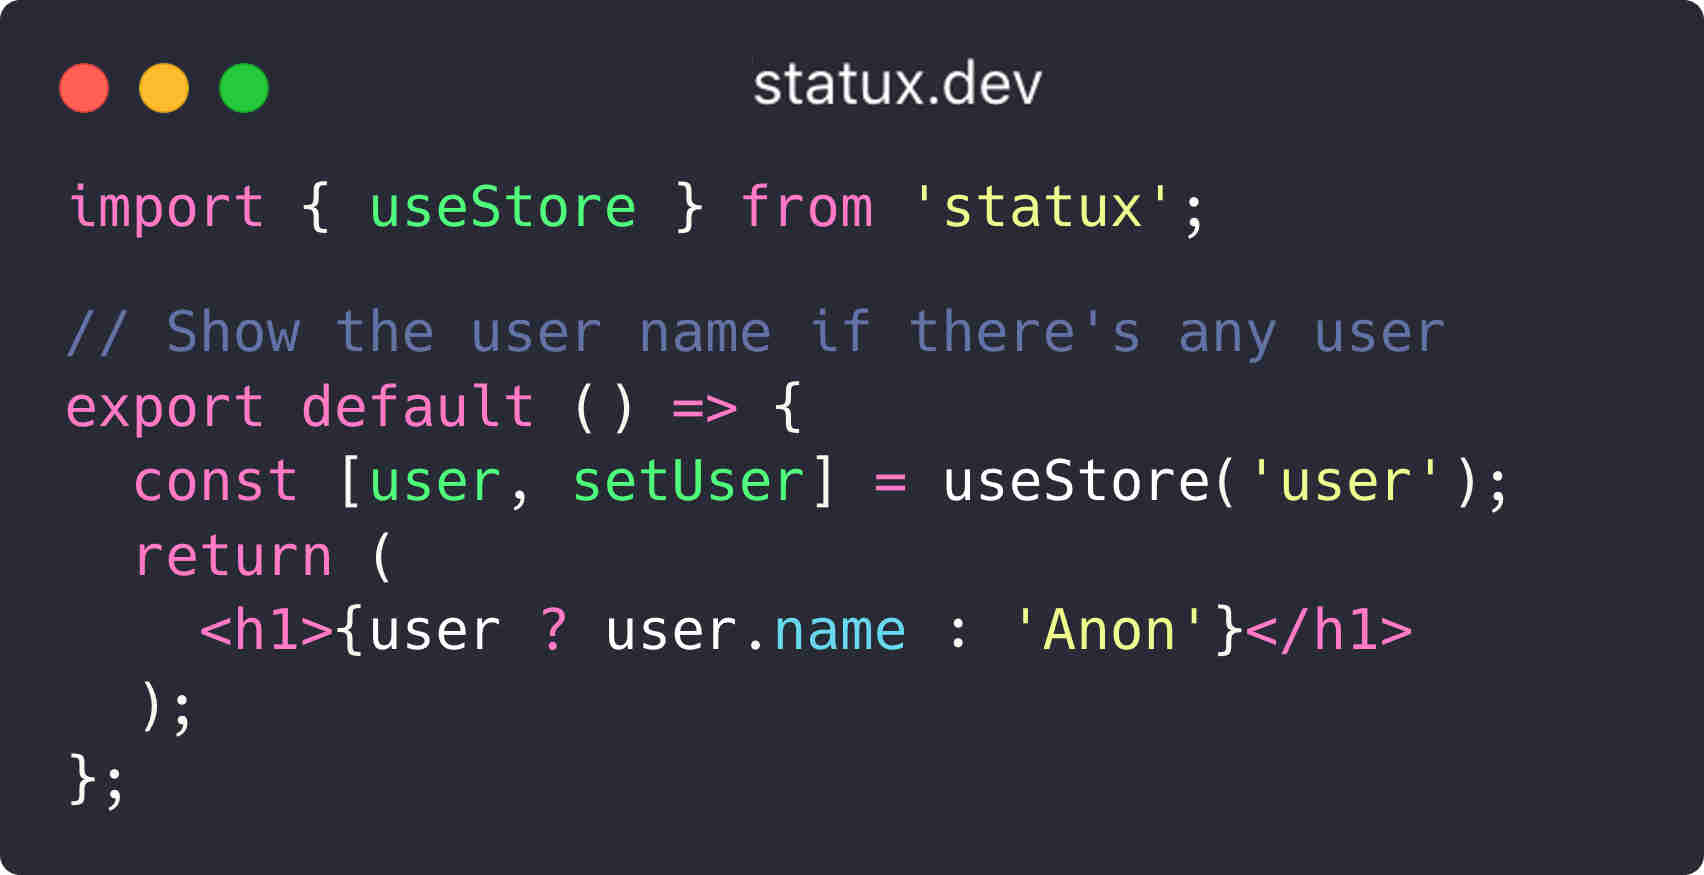 statux.dev
import { useStore } from 'statux';
// Show the user name if there's any user
export default () => {
  const [user, setUser] = useStore('user');
  return (
    <h1>{user ? user.name : 'Anon'}</h1>
  );
};